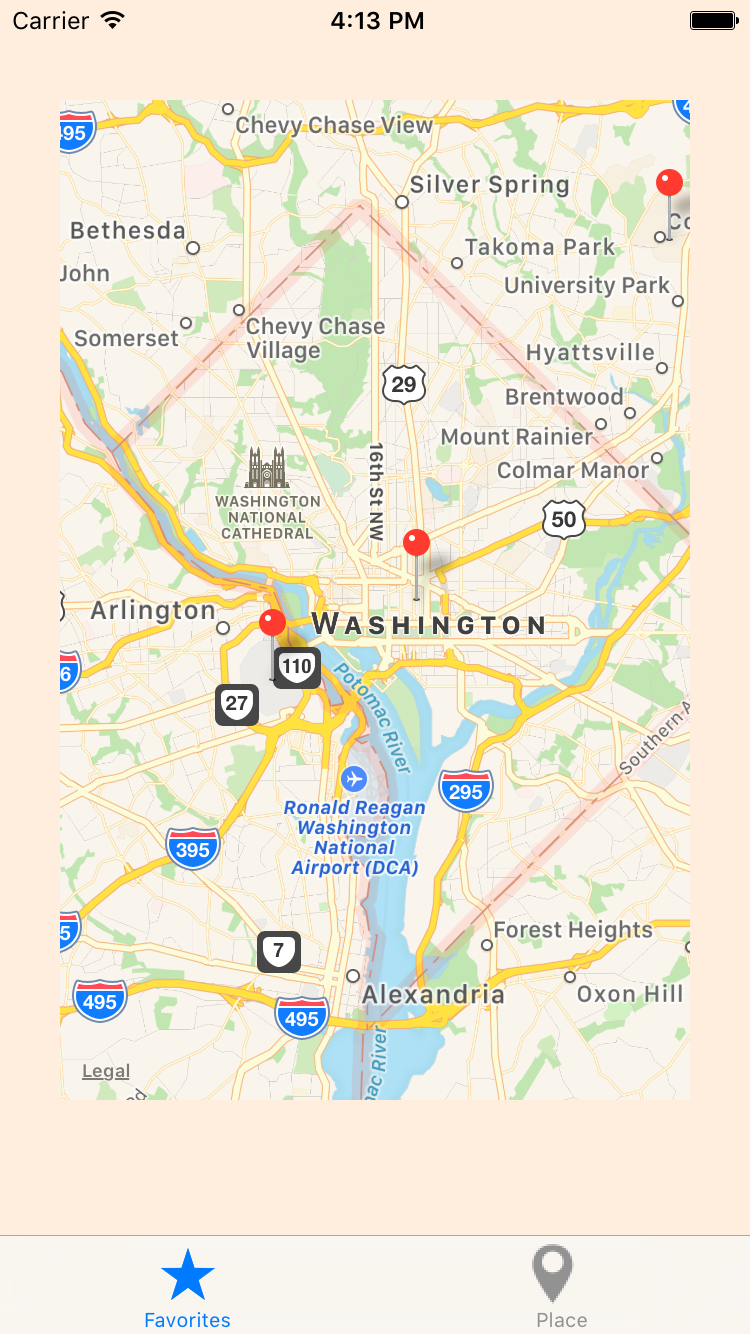 Carrier
4:13 PM
495
Chevy Chase View
Silver Spring
Bethesda
Takoma Park
John
University Park
Somerset
Chevy Chase
Village
Hyattsville
29
Brentwood
Mount Rainier
16th St NW
Colmar Manor
WASHINGTON
NATIONAL
CATHEDRAL
50
Arlington
WASHINGTON
110
27
Potomac River
Southern A
295
Ronald Reagan
Washington
National
Airport (DCA)
395
Forest Heights
7
Alexandria
Oxon Hill
495
495
mac River
Legal
Favorites
Place